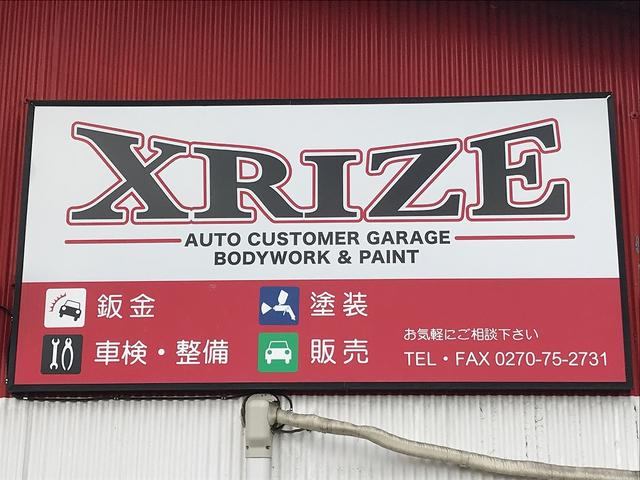 XRIZE
AUTO CUSTOMER GARAGE
BODYWORK & PAINT
鈑金 塗装
車検・整備 販売
お気軽にご相談下さい
TEL・FAX 0270-75-2731